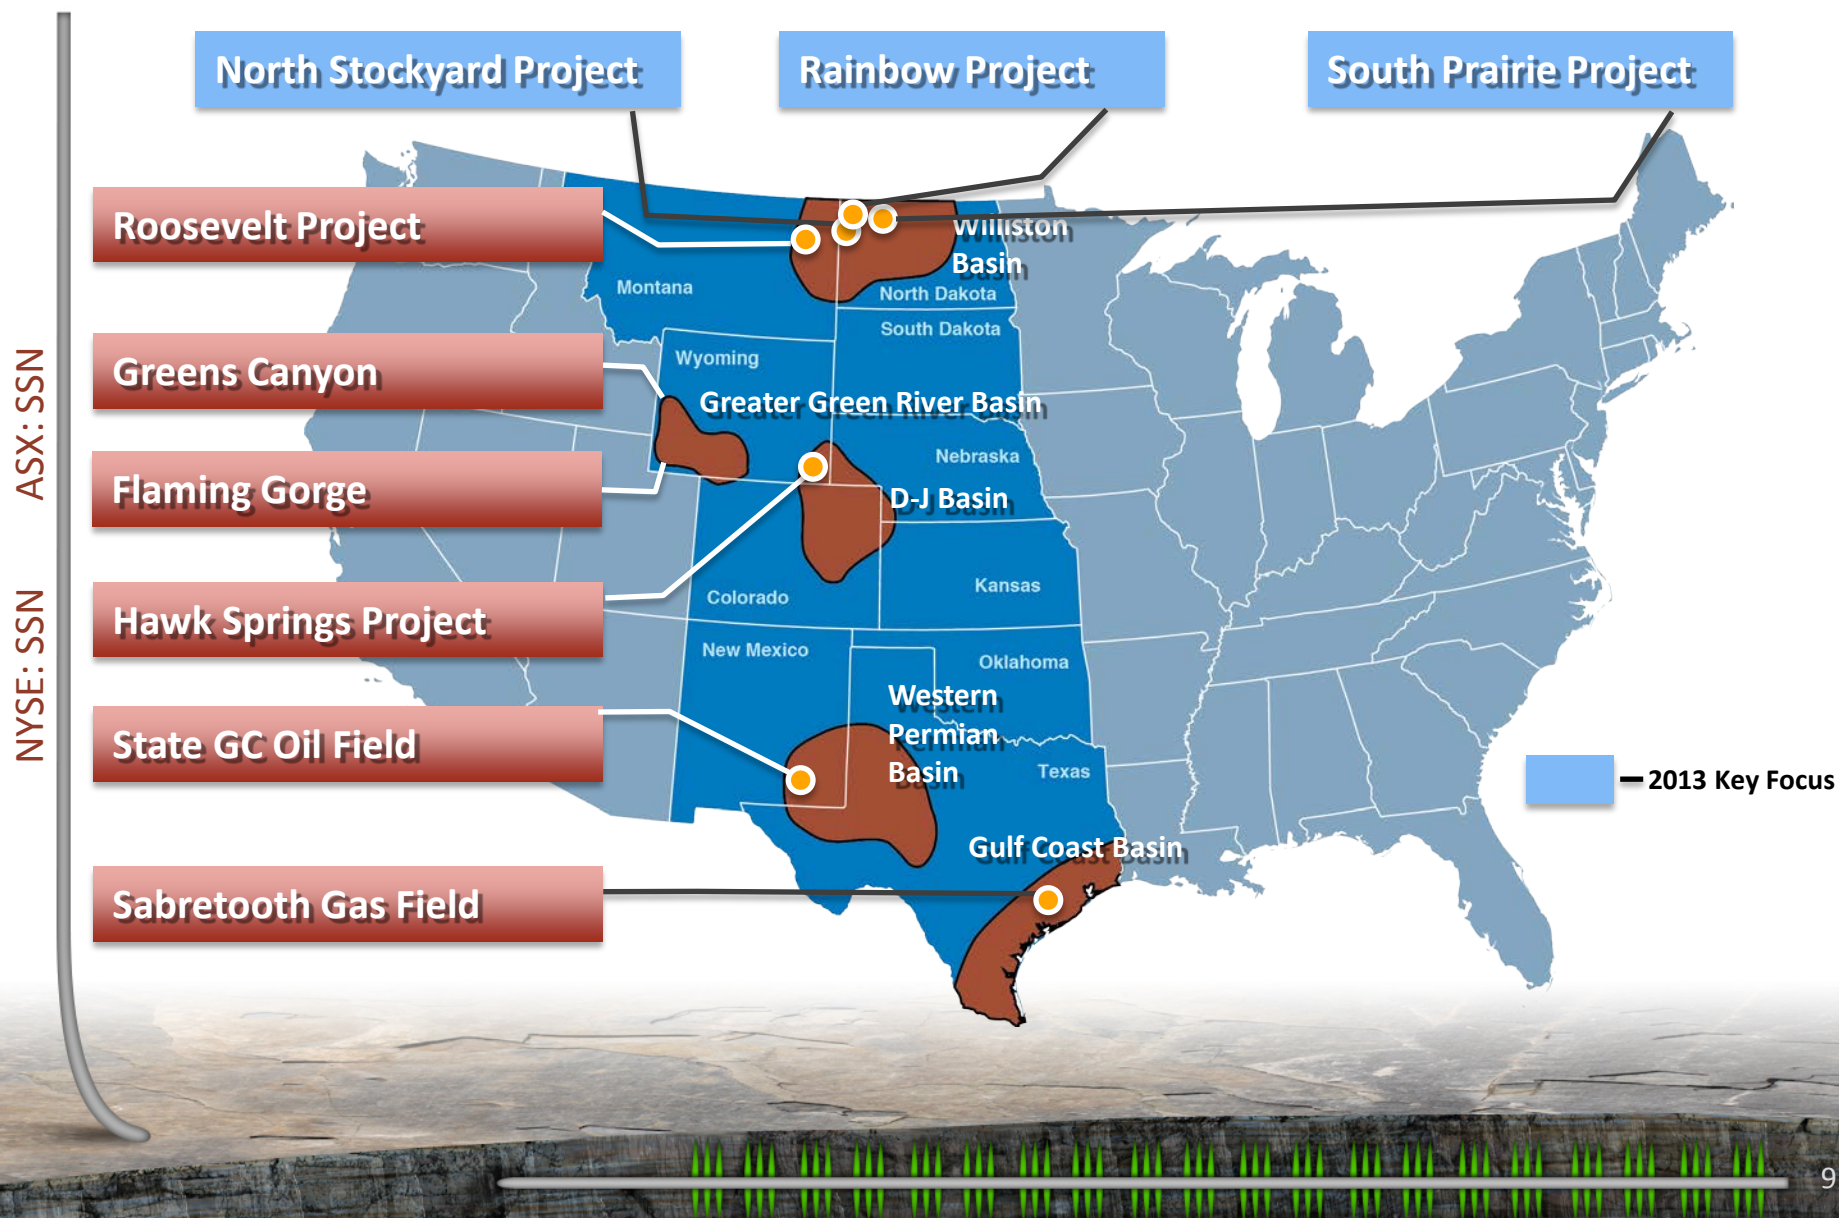 North Stockyard Project
Rainbow Project
South Prairie Project
Roosevelt Project
Williston
Basin
Montana
North Dakota
South Dakota
Greens Canyon
Wyoming
Greater Green River Basin
Flaming Gorge
Nebraska
D-J Basin
Hawk Springs Project
Colorado
Kansas
New Mexico
Oklahoma
State GC Oil Field
Western
Permian
Basin
Texas
2013 Key Focus
Sabretooth Gas Field
Gulf Coast Basin
NYSE: SSN ASX: SSN
9